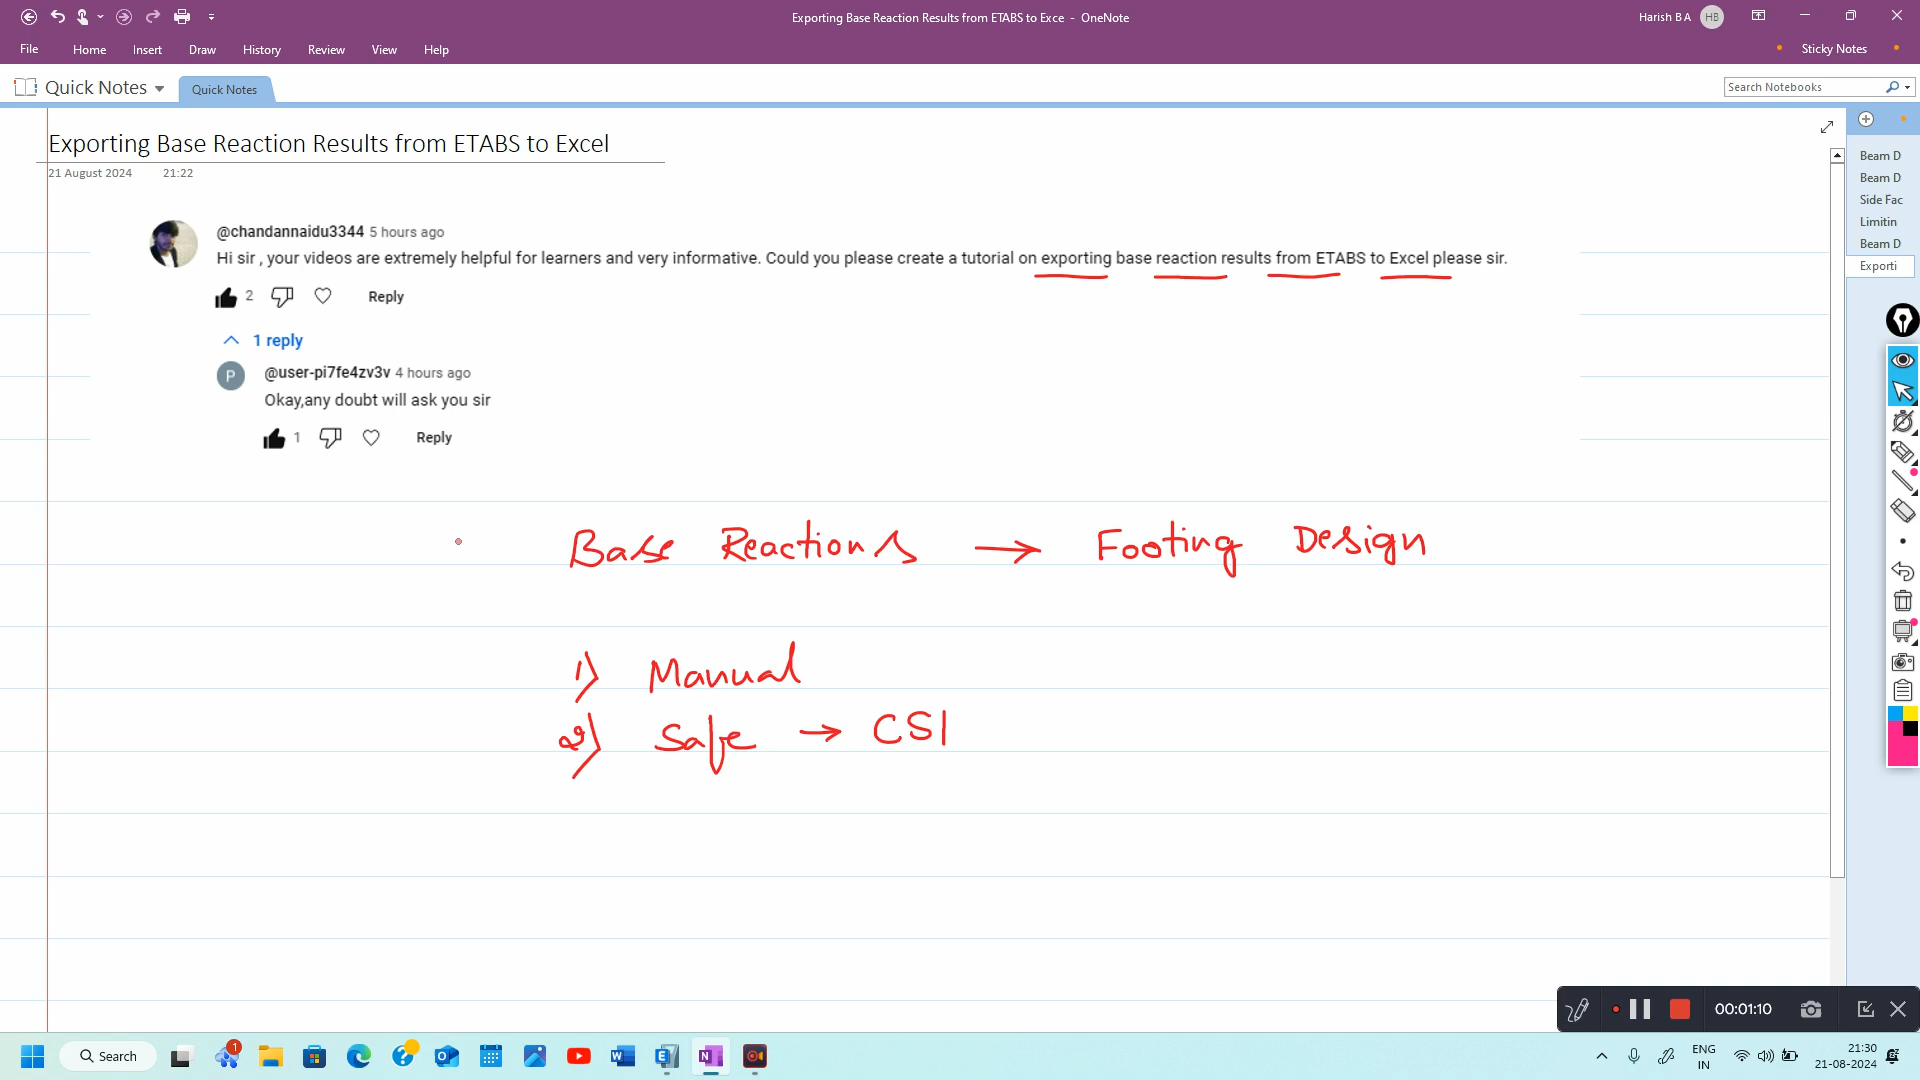 Exporting Base Reaction Results from ETABS to Exce - OneNote
Harish B A
HB
File
Home
Insert
Draw
History
Review
View
Help
Sticky Notes
Quick Notes
Quick Notes
Search Notebooks
Exporting Base Reaction Results from ETABS to Excel
21 August 2024 21:22
@chandannaidu3344 5 hours ago
Hi sir , your videos are extremely helpful for learners and very informative. Could you please create a tutorial on exporting base reaction results from ETABS to Excel please sir.
2
Reply
1 reply
P
@user-pi7fe4zv3v 4 hours ago
Okay,any doubt will ask you sir
1
Reply
Base Reactions → Footing Design
1) Manual
2) Safe → CSI
Beam D
Beam D
Side Fac
Limitin
Beam D
Exporti
00:01:10
Search
1
ENG
IN
21:30
21-08-2024